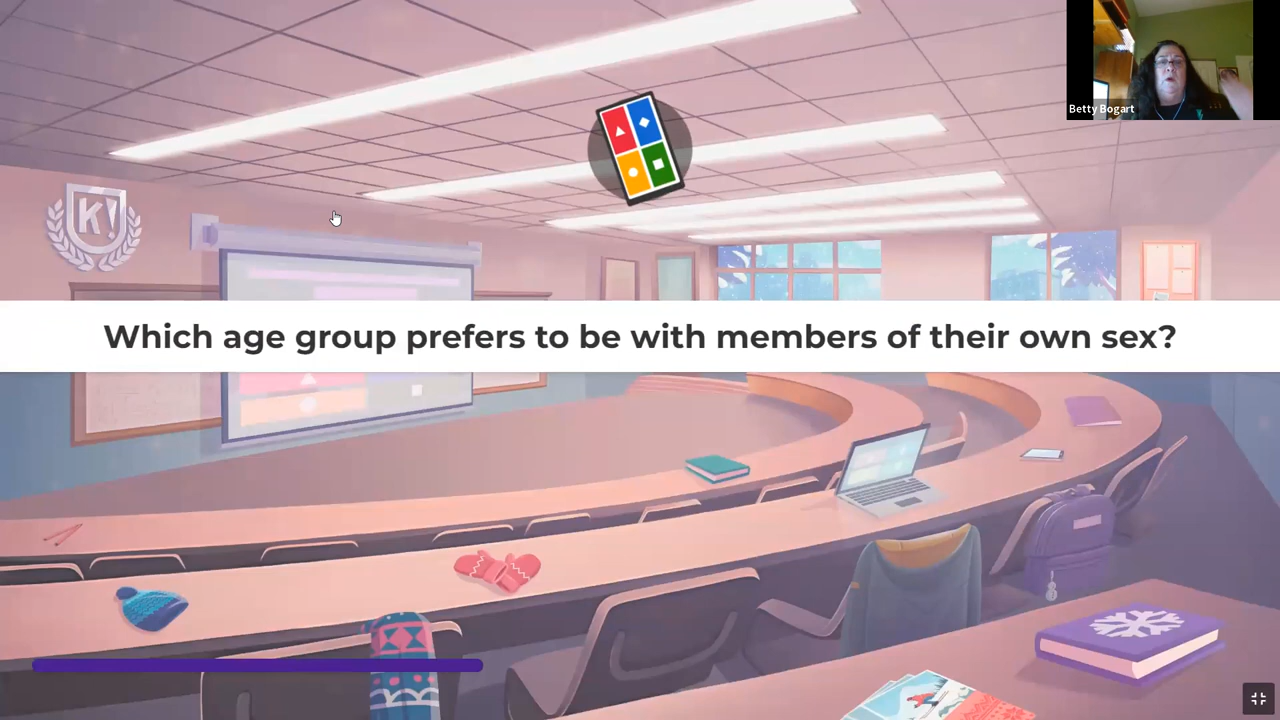 Betty Bogart
K!
Which age group prefers to be with members of their own sex?